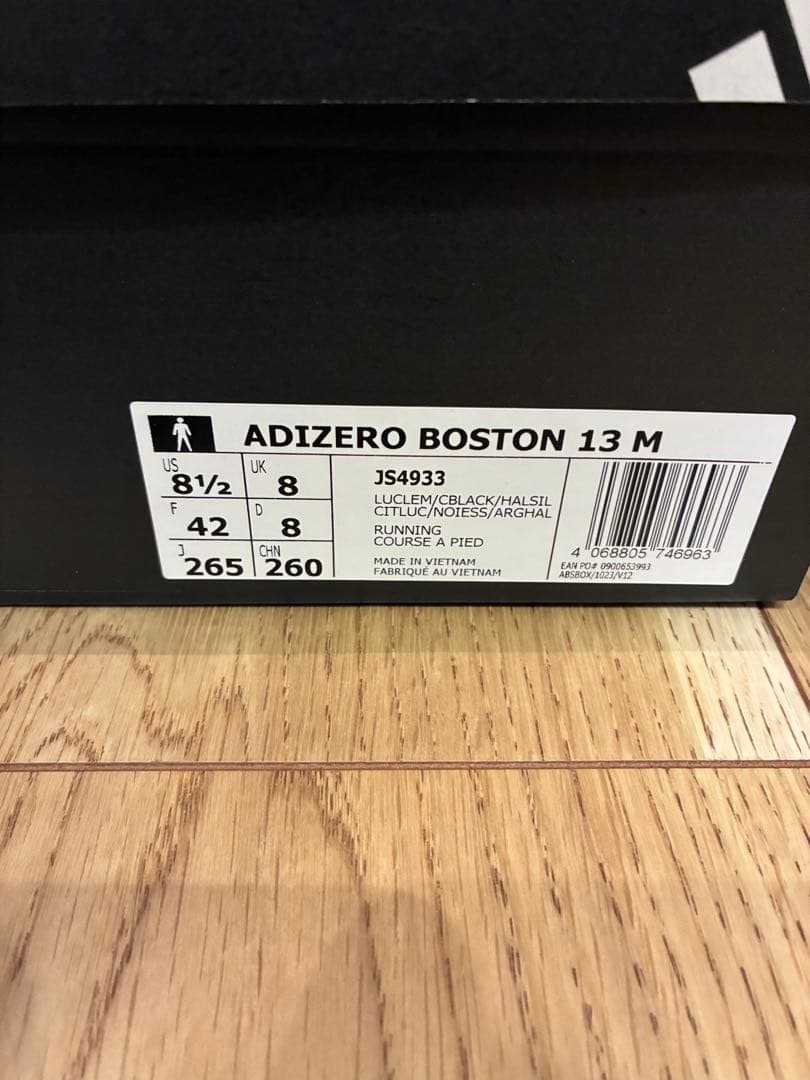 ADIZERO BOSTON 13 M
US 8½ UK 8
F 42 D 8
J 265 CHN 260
JS4933
LUCLEM/CBLACK/HALSIL
CITLUC/NOIESS/ARGHAL
RUNNING
COURSE A PIED
MADE IN VIETNAM
FABRIQUÉ AU VIETNAM
4 068805 746963
EAN PO# 0900653993
ABSBOX/1023/V12